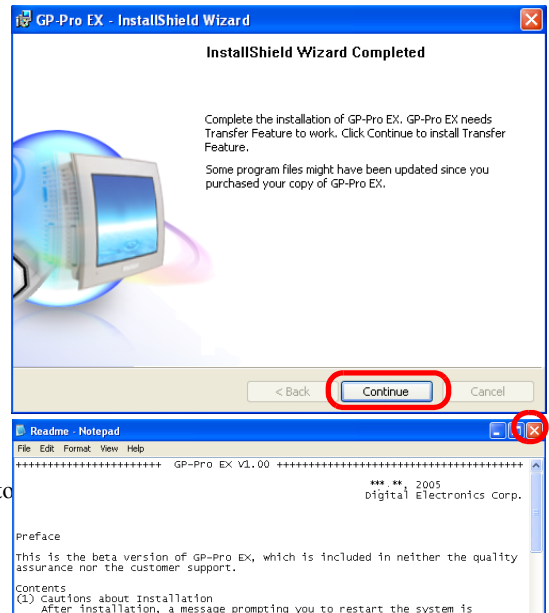 GP-Pro EX - InstallShield Wizard
InstallShield Wizard Completed
Complete the installation of GP-Pro EX. GP-Pro EX needs
Transfer Feature to work. Click Continue to install Transfer
Feature.
Some program files might have been updated since you
purchased your copy of GP-Pro EX.
< Back
Continue
Cancel
Readme - Notepad
File Edit Format View Help
++++++++++++++++++++++ GP-Pro EX V1.00 +++++++++++++++++++++++++++++++++++++
to
***.**, 2005
Digital Electronics Corp.
Preface
This is the beta version of GP-Pro EX, which is included in neither the quality
assurance nor the customer support.
Contents
(1) Cautions about Installation
After installation, a message prompting you to restart the system is